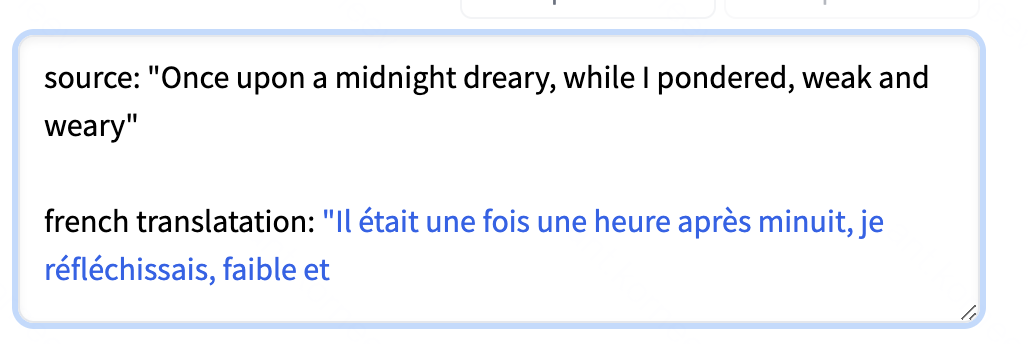 source: "Once upon a midnight dreary, while I pondered, weak and
weary"
french translatation: "Il était une fois une heure après minuit, je
réfléchissais, faible et